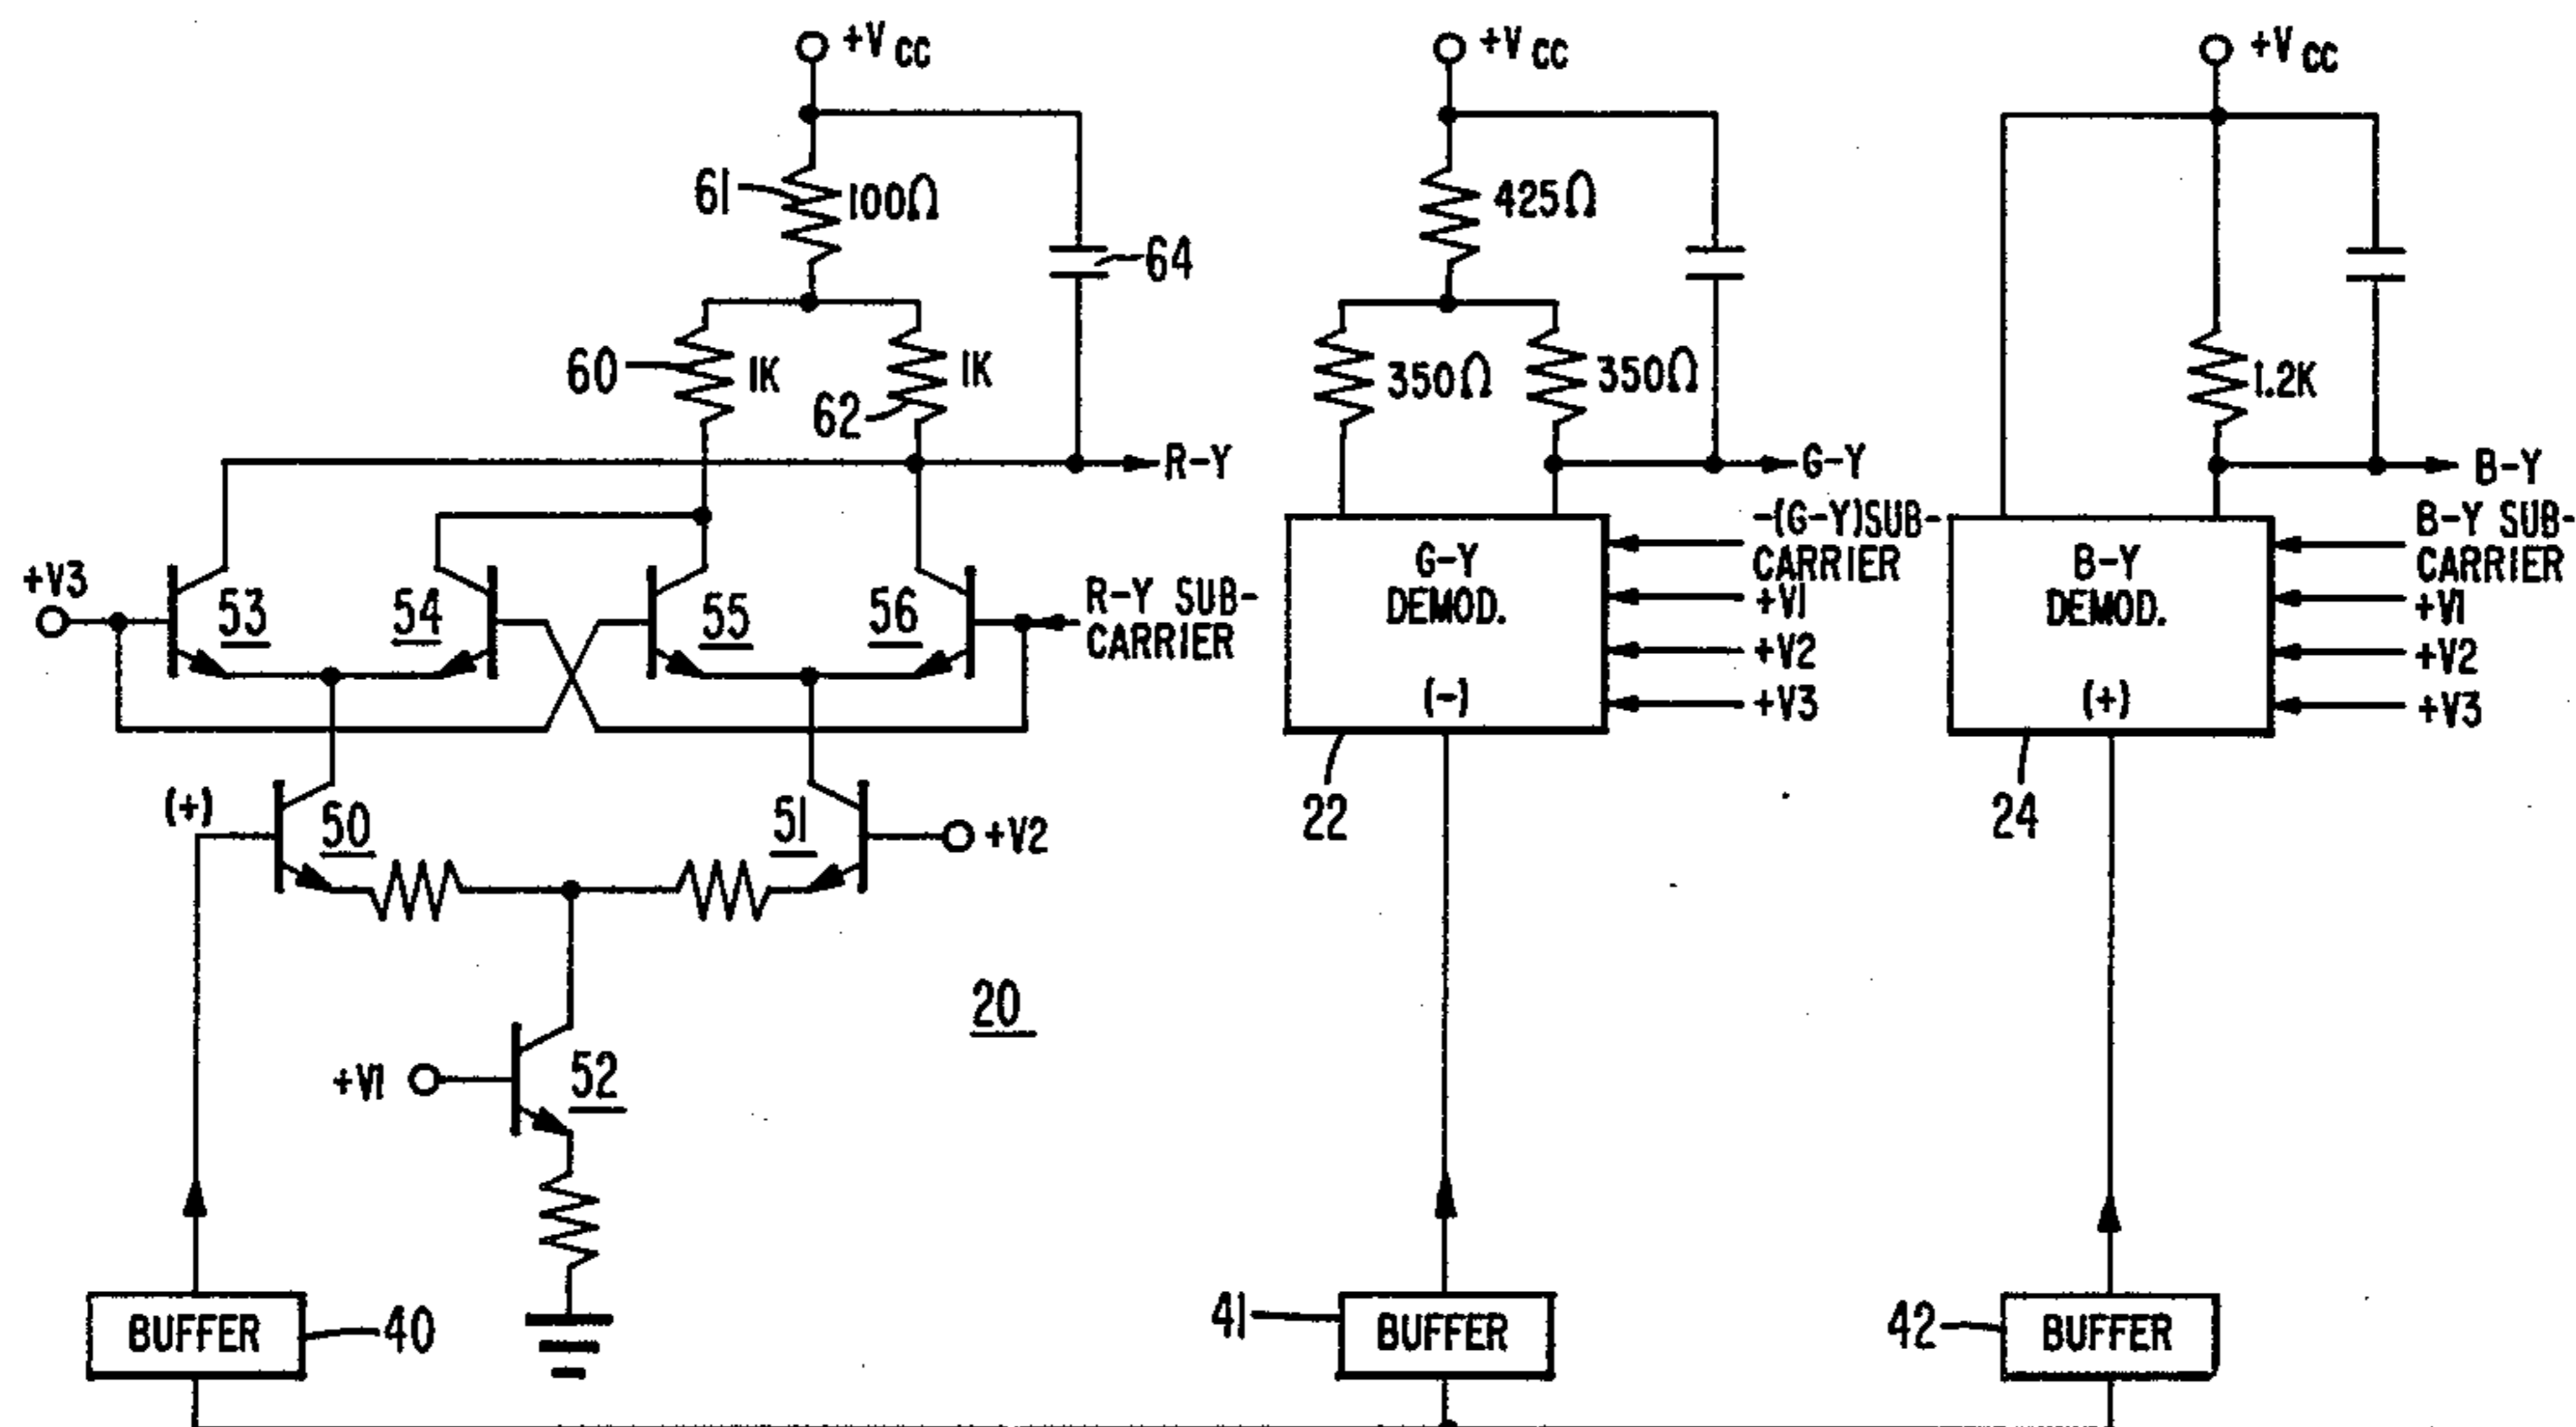 +VCC
+VCC
+VCC
61
100Ω
64
425Ω
60
1K
62
1K
350Ω
350Ω
1.2K
R-Y
G-Y
B-Y
+V3
53
54
55
56
R-Y SUB-
CARRIER
G-Y
DEMOD.
(-)
-(G-Y)SUB-
CARRIER
+V1
+V2
+V3
B-Y
DEMOD.
(+)
B-Y SUB-
CARRIER
+V1
+V2
+V3
22
24
(+)
50
51
+V2
20
+V1
52
BUFFER
40
41
BUFFER
42
BUFFER